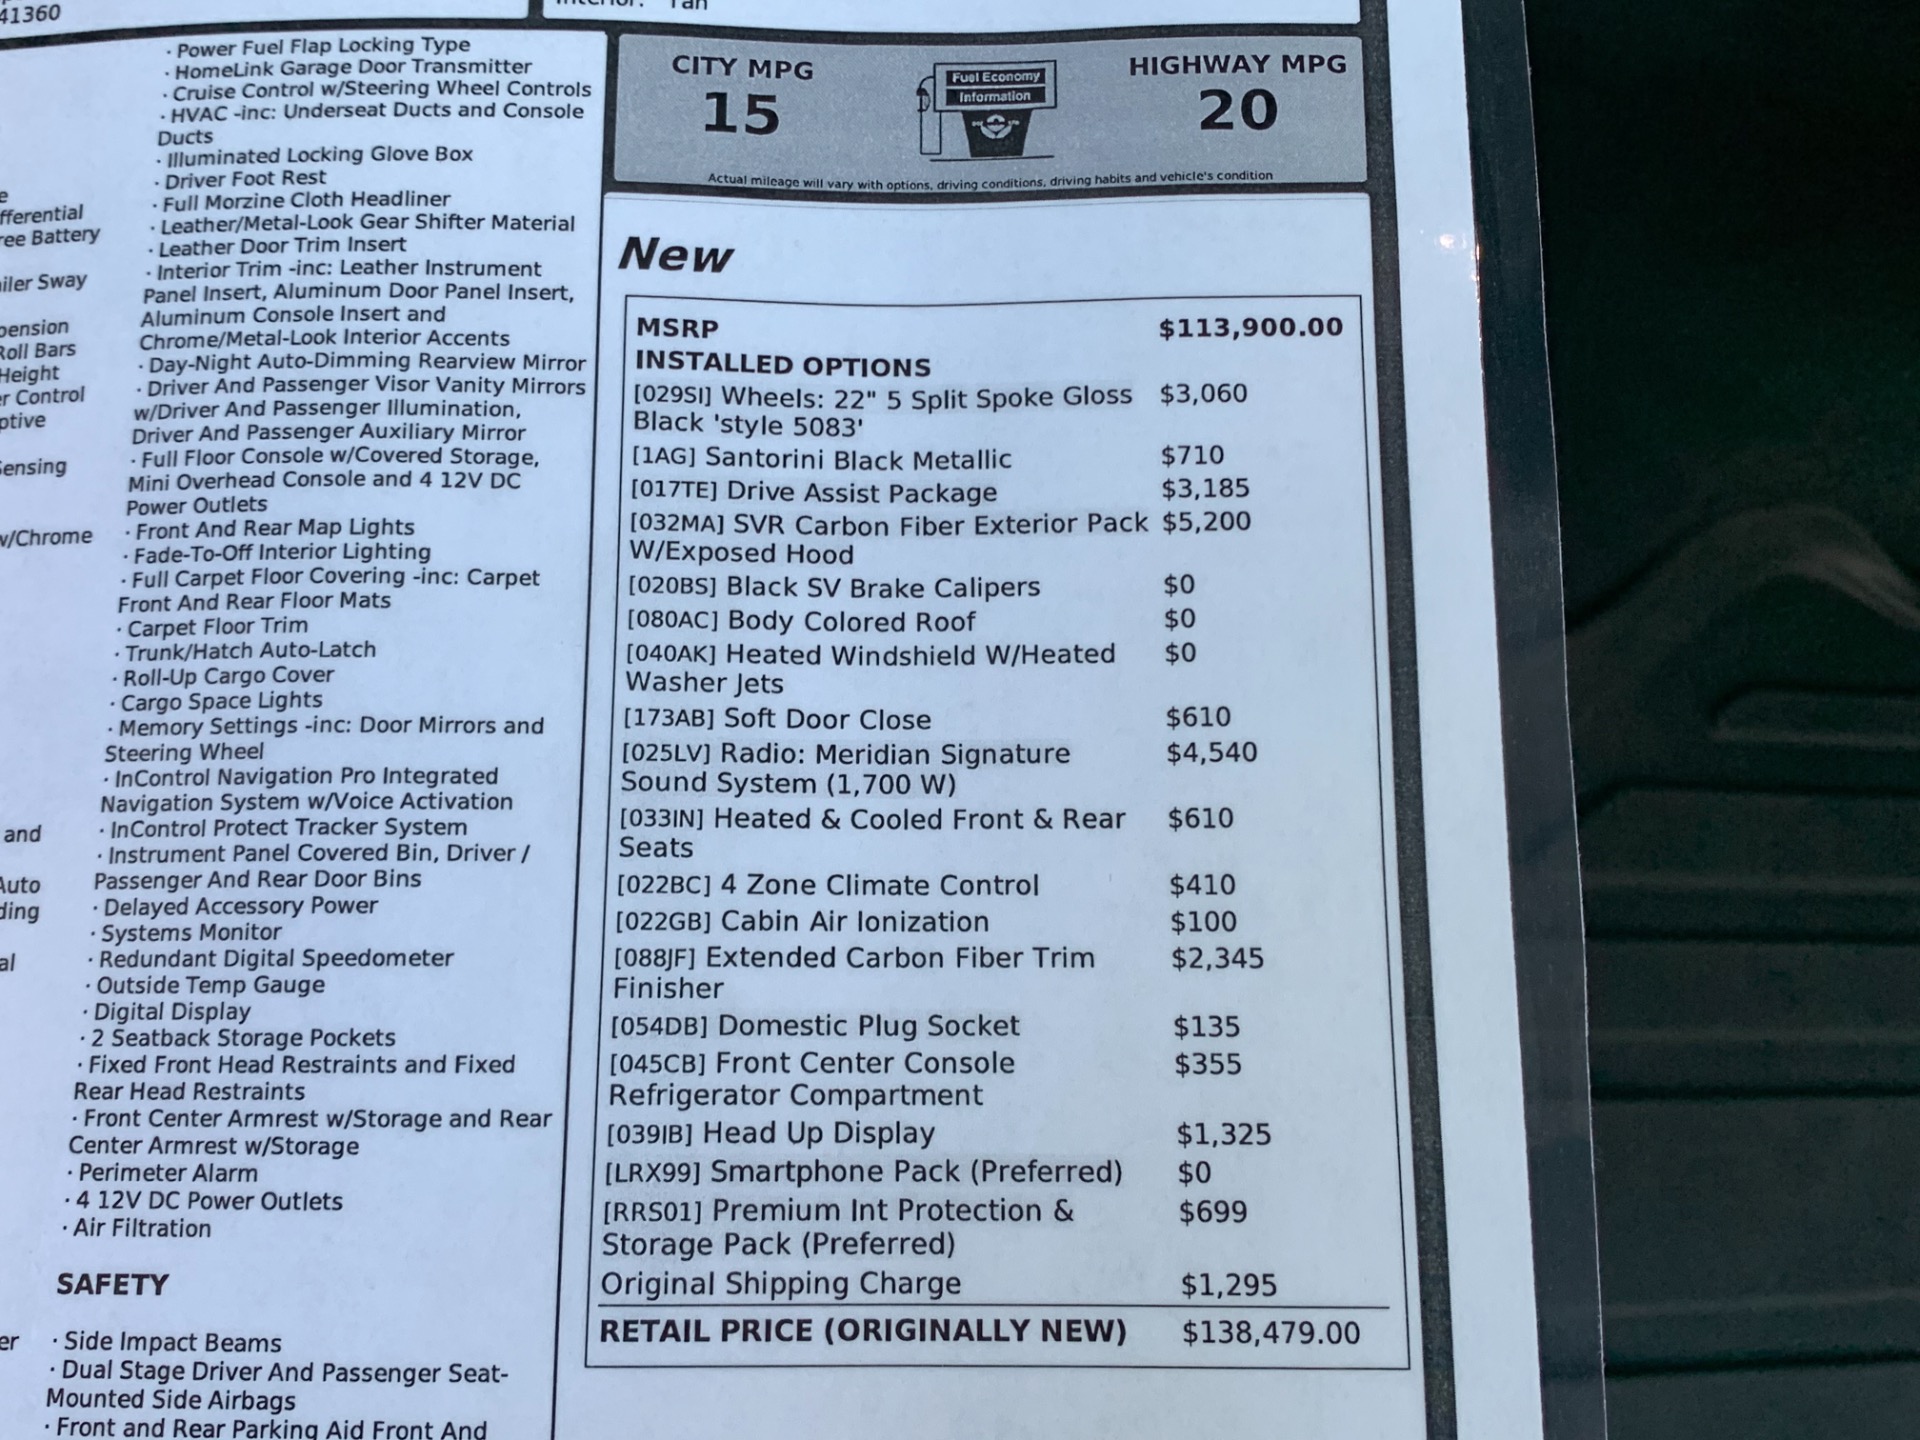 41360
Interior: Tan
fferential
ree Battery
iler Sway
Roll Bars
Height
r Control
ptive
w/Chrome
and
Auto
ding
al
er
· Power Fuel Flap Locking Type
· HomeLink Garage Door Transmitter
· Cruise Control w/Steering Wheel Controls
· HVAC -inc: Underseat Ducts and Console
Ducts
· Illuminated Locking Glove Box
· Driver Foot Rest
· Full Morzine Cloth Headliner
· Leather/Metal-Look Gear Shifter Material
· Leather Door Trim Insert
· Interior Trim -inc: Leather Instrument
Panel Insert, Aluminum Door Panel Insert,
Aluminum Console Insert and
Chrome/Metal-Look Interior Accents
· Day-Night Auto-Dimming Rearview Mirror
· Driver And Passenger Visor Vanity Mirrors
w/Driver And Passenger Illumination,
Driver And Passenger Auxiliary Mirror
· Full Floor Console w/Covered Storage,
Mini Overhead Console and 4 12V DC
Power Outlets
· Front And Rear Map Lights
· Fade-To-Off Interior Lighting
· Full Carpet Floor Covering -inc: Carpet
Front And Rear Floor Mats
· Carpet Floor Trim
· Trunk/Hatch Auto-Latch
· Roll-Up Cargo Cover
· Cargo Space Lights
· Memory Settings -inc: Door Mirrors and
Steering Wheel
· InControl Navigation Pro Integrated
Navigation System w/Voice Activation
· InControl Protect Tracker System
· Instrument Panel Covered Bin, Driver /
Passenger And Rear Door Bins
· Delayed Accessory Power
· Systems Monitor
· Redundant Digital Speedometer
· Outside Temp Gauge
· Digital Display
· 2 Seatback Storage Pockets
· Fixed Front Head Restraints and Fixed
Rear Head Restraints
· Front Center Armrest w/Storage and Rear
Center Armrest w/Storage
· Perimeter Alarm
· 4 12V DC Power Outlets
· Air Filtration
SAFETY
· Side Impact Beams
· Dual Stage Driver And Passenger Seat-
Mounted Side Airbags
· Front and Rear Parking Aid Front And
CITY MPG
15
Fuel Economy
Information
HIGHWAY MPG
20
Actual mileage will vary with options, driving conditions, driving habits and vehicle's condition
New
MSRP $113,900.00
INSTALLED OPTIONS
[029SI] Wheels: 22" 5 Split Spoke Gloss $3,060
Black 'style 5083'
[1AG] Santorini Black Metallic $710
[017TE] Drive Assist Package $3,185
[032MA] SVR Carbon Fiber Exterior Pack $5,200
W/Exposed Hood
[020BS] Black SV Brake Calipers $0
[080AC] Body Colored Roof $0
[040AK] Heated Windshield W/Heated $0
Washer Jets
[173AB] Soft Door Close $610
[025LV] Radio: Meridian Signature $4,540
Sound System (1,700 W)
[033IN] Heated & Cooled Front & Rear $610
Seats
[022BC] 4 Zone Climate Control $410
[022GB] Cabin Air Ionization $100
[088JF] Extended Carbon Fiber Trim $2,345
Finisher
[054DB] Domestic Plug Socket $135
[045CB] Front Center Console $355
Refrigerator Compartment
[039IB] Head Up Display $1,325
[LRX99] Smartphone Pack (Preferred) $0
[RRS01] Premium Int Protection & $699
Storage Pack (Preferred)
Original Shipping Charge $1,295
RETAIL PRICE (ORIGINALLY NEW) $138,479.00